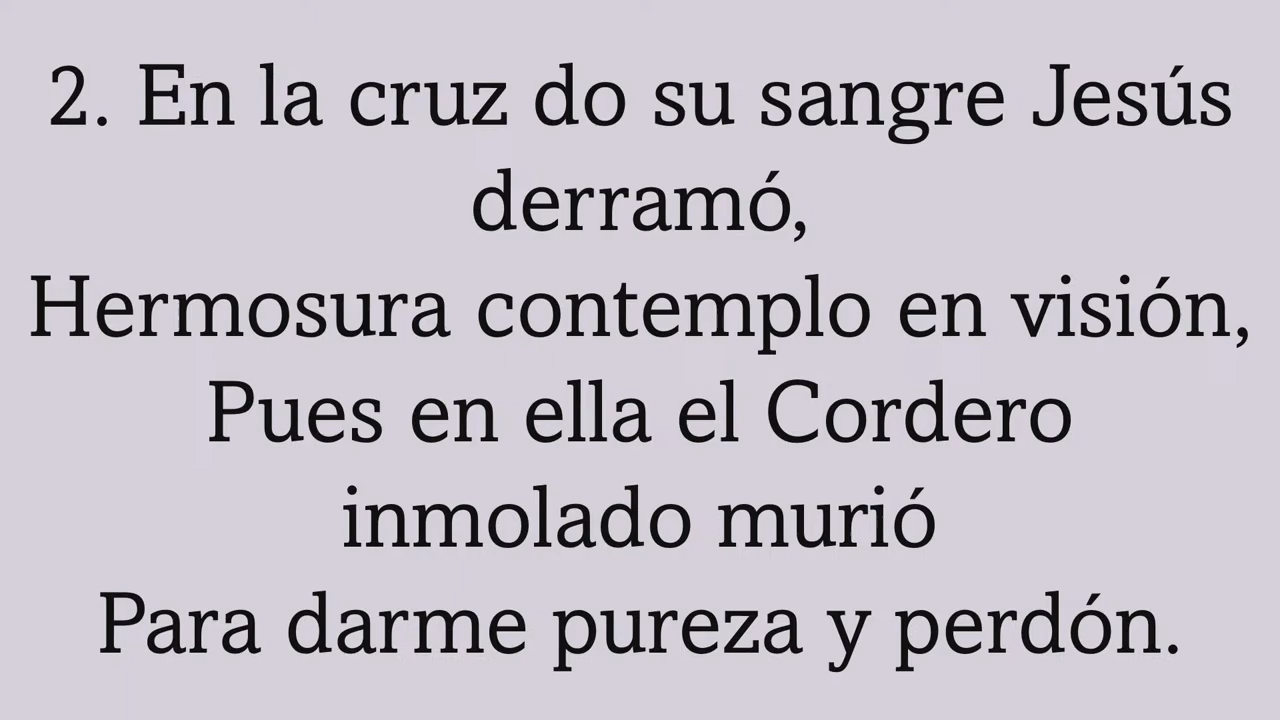 2. En la cruz do su sangre Jesús
derramó,
Hermosura contemplo en visión,
Pues en ella el Cordero
inmolado murió
Para darme pureza y perdón.